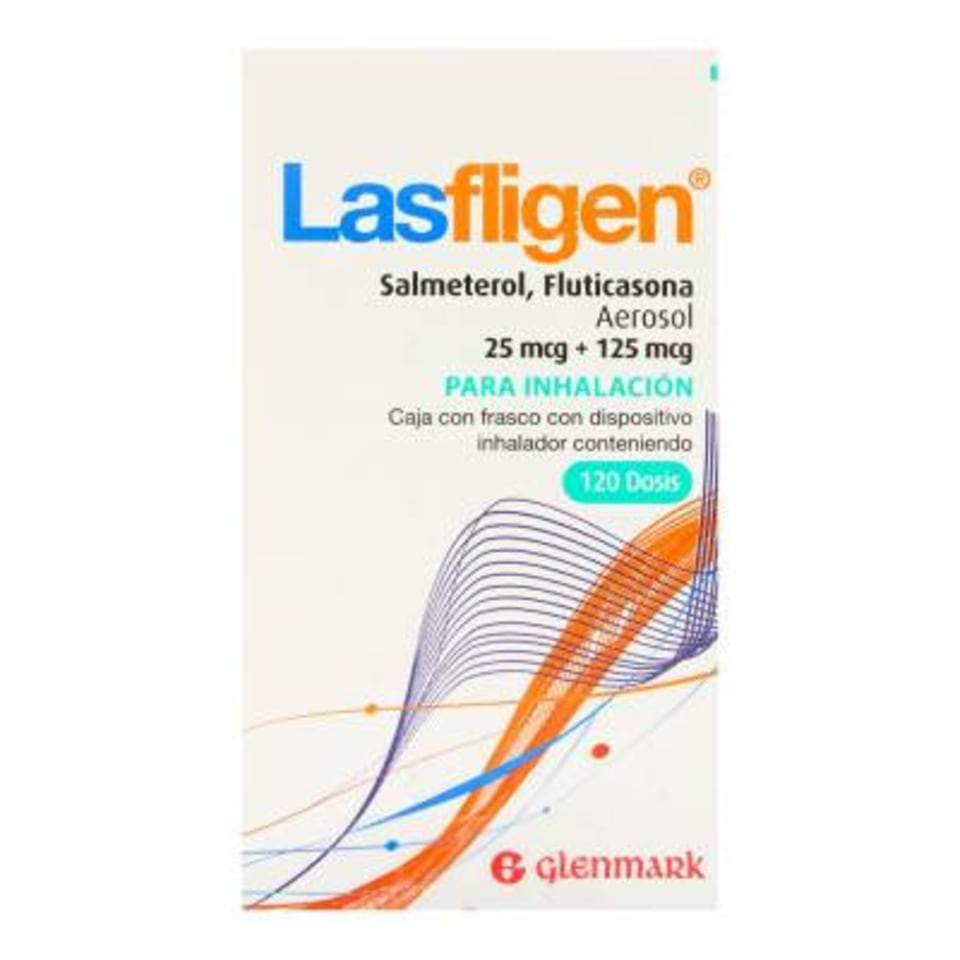 Lasfligen®
Salmeterol, Fluticasona
Aerosol
25 mcg + 125 mcg
PARA INHALACIÓN
Caja con frasco con dispositivo
inhalador conteniendo
120 Dosis
G Glenmark